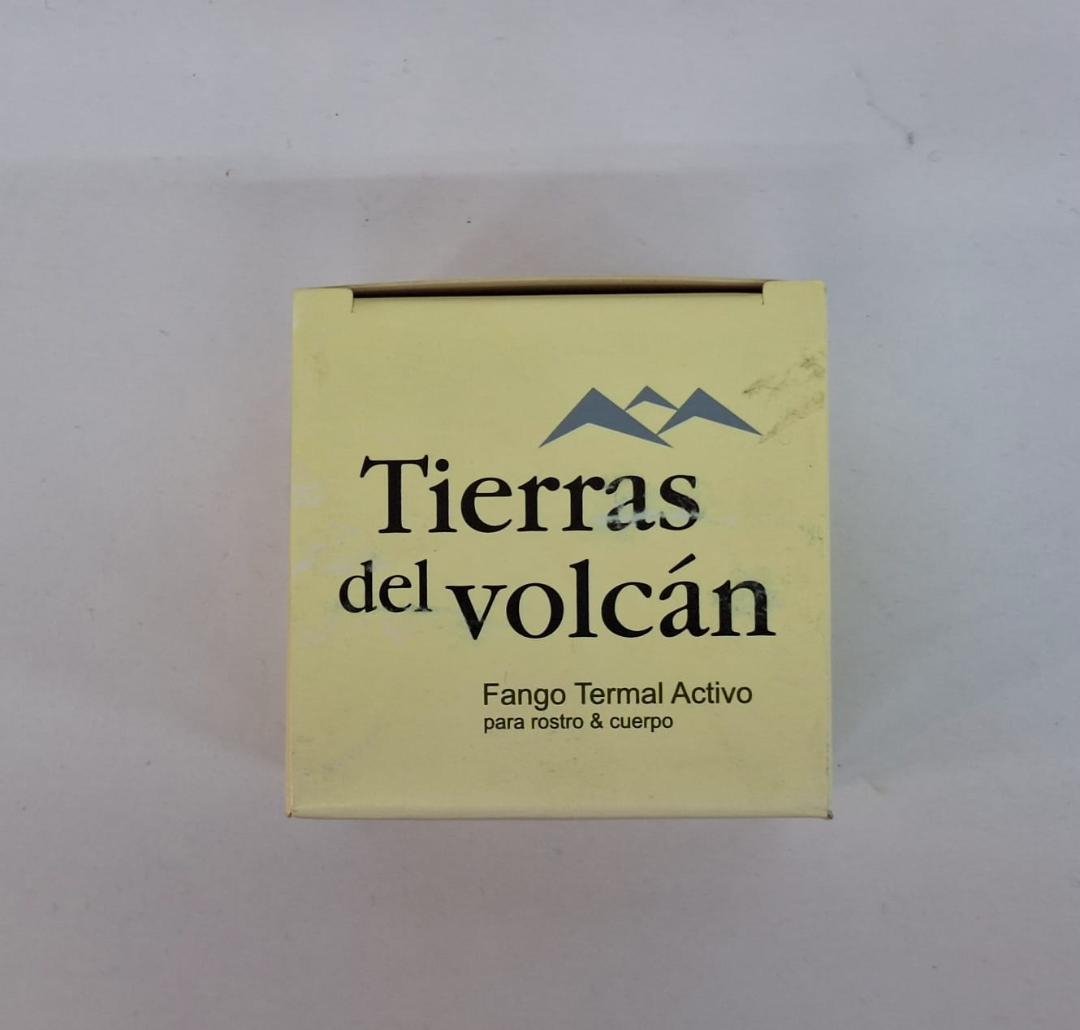 Tierras
del volcán
Fango Termal Activo
para rostro & cuerpo